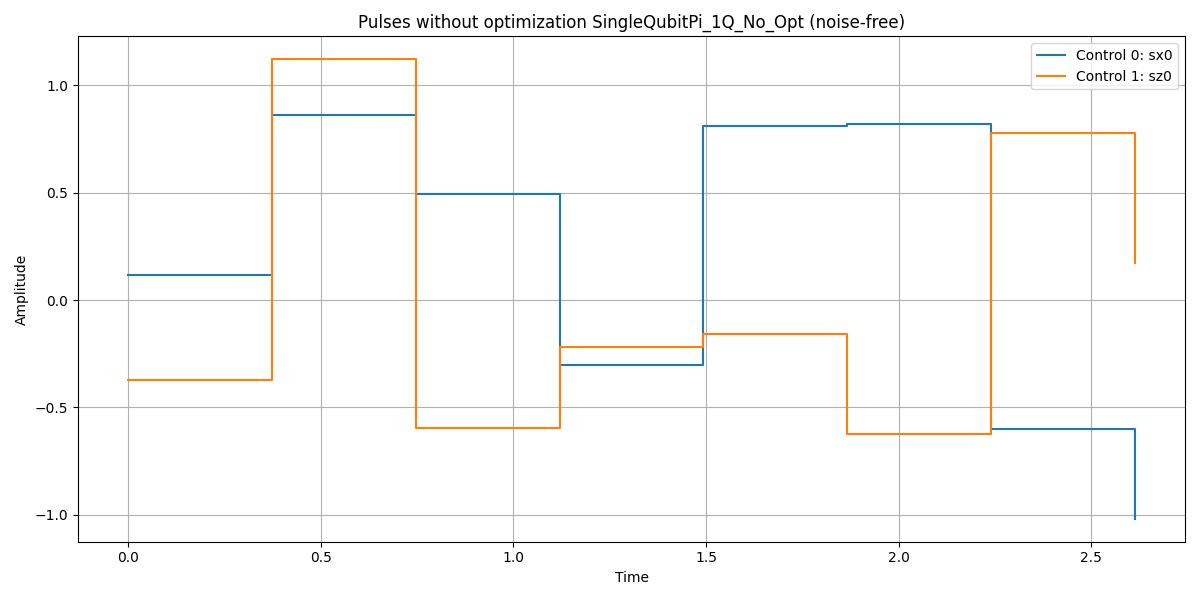 Pulses without optimization SingleQubitPi_1Q_No_Opt (noise-free)
Control 0: sx0
Control 1: sz0
Amplitude
1.0
0.5
0.0
−0.5
−1.0
0.0 0.5 1.0 1.5 2.0 2.5
Time